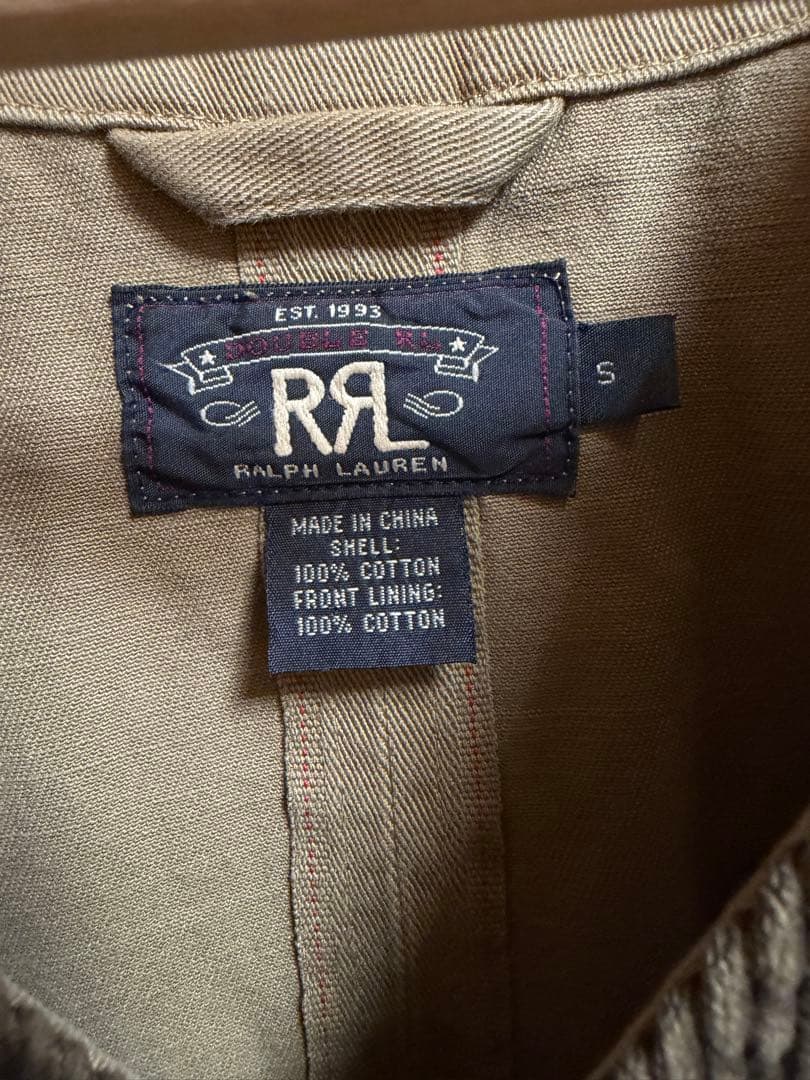 EST. 1993
DOUBLE RL
RRL
RALPH LAUREN
S
MADE IN CHINA
SHELL:
100% COTTON
FRONT LINING:
100% COTTON